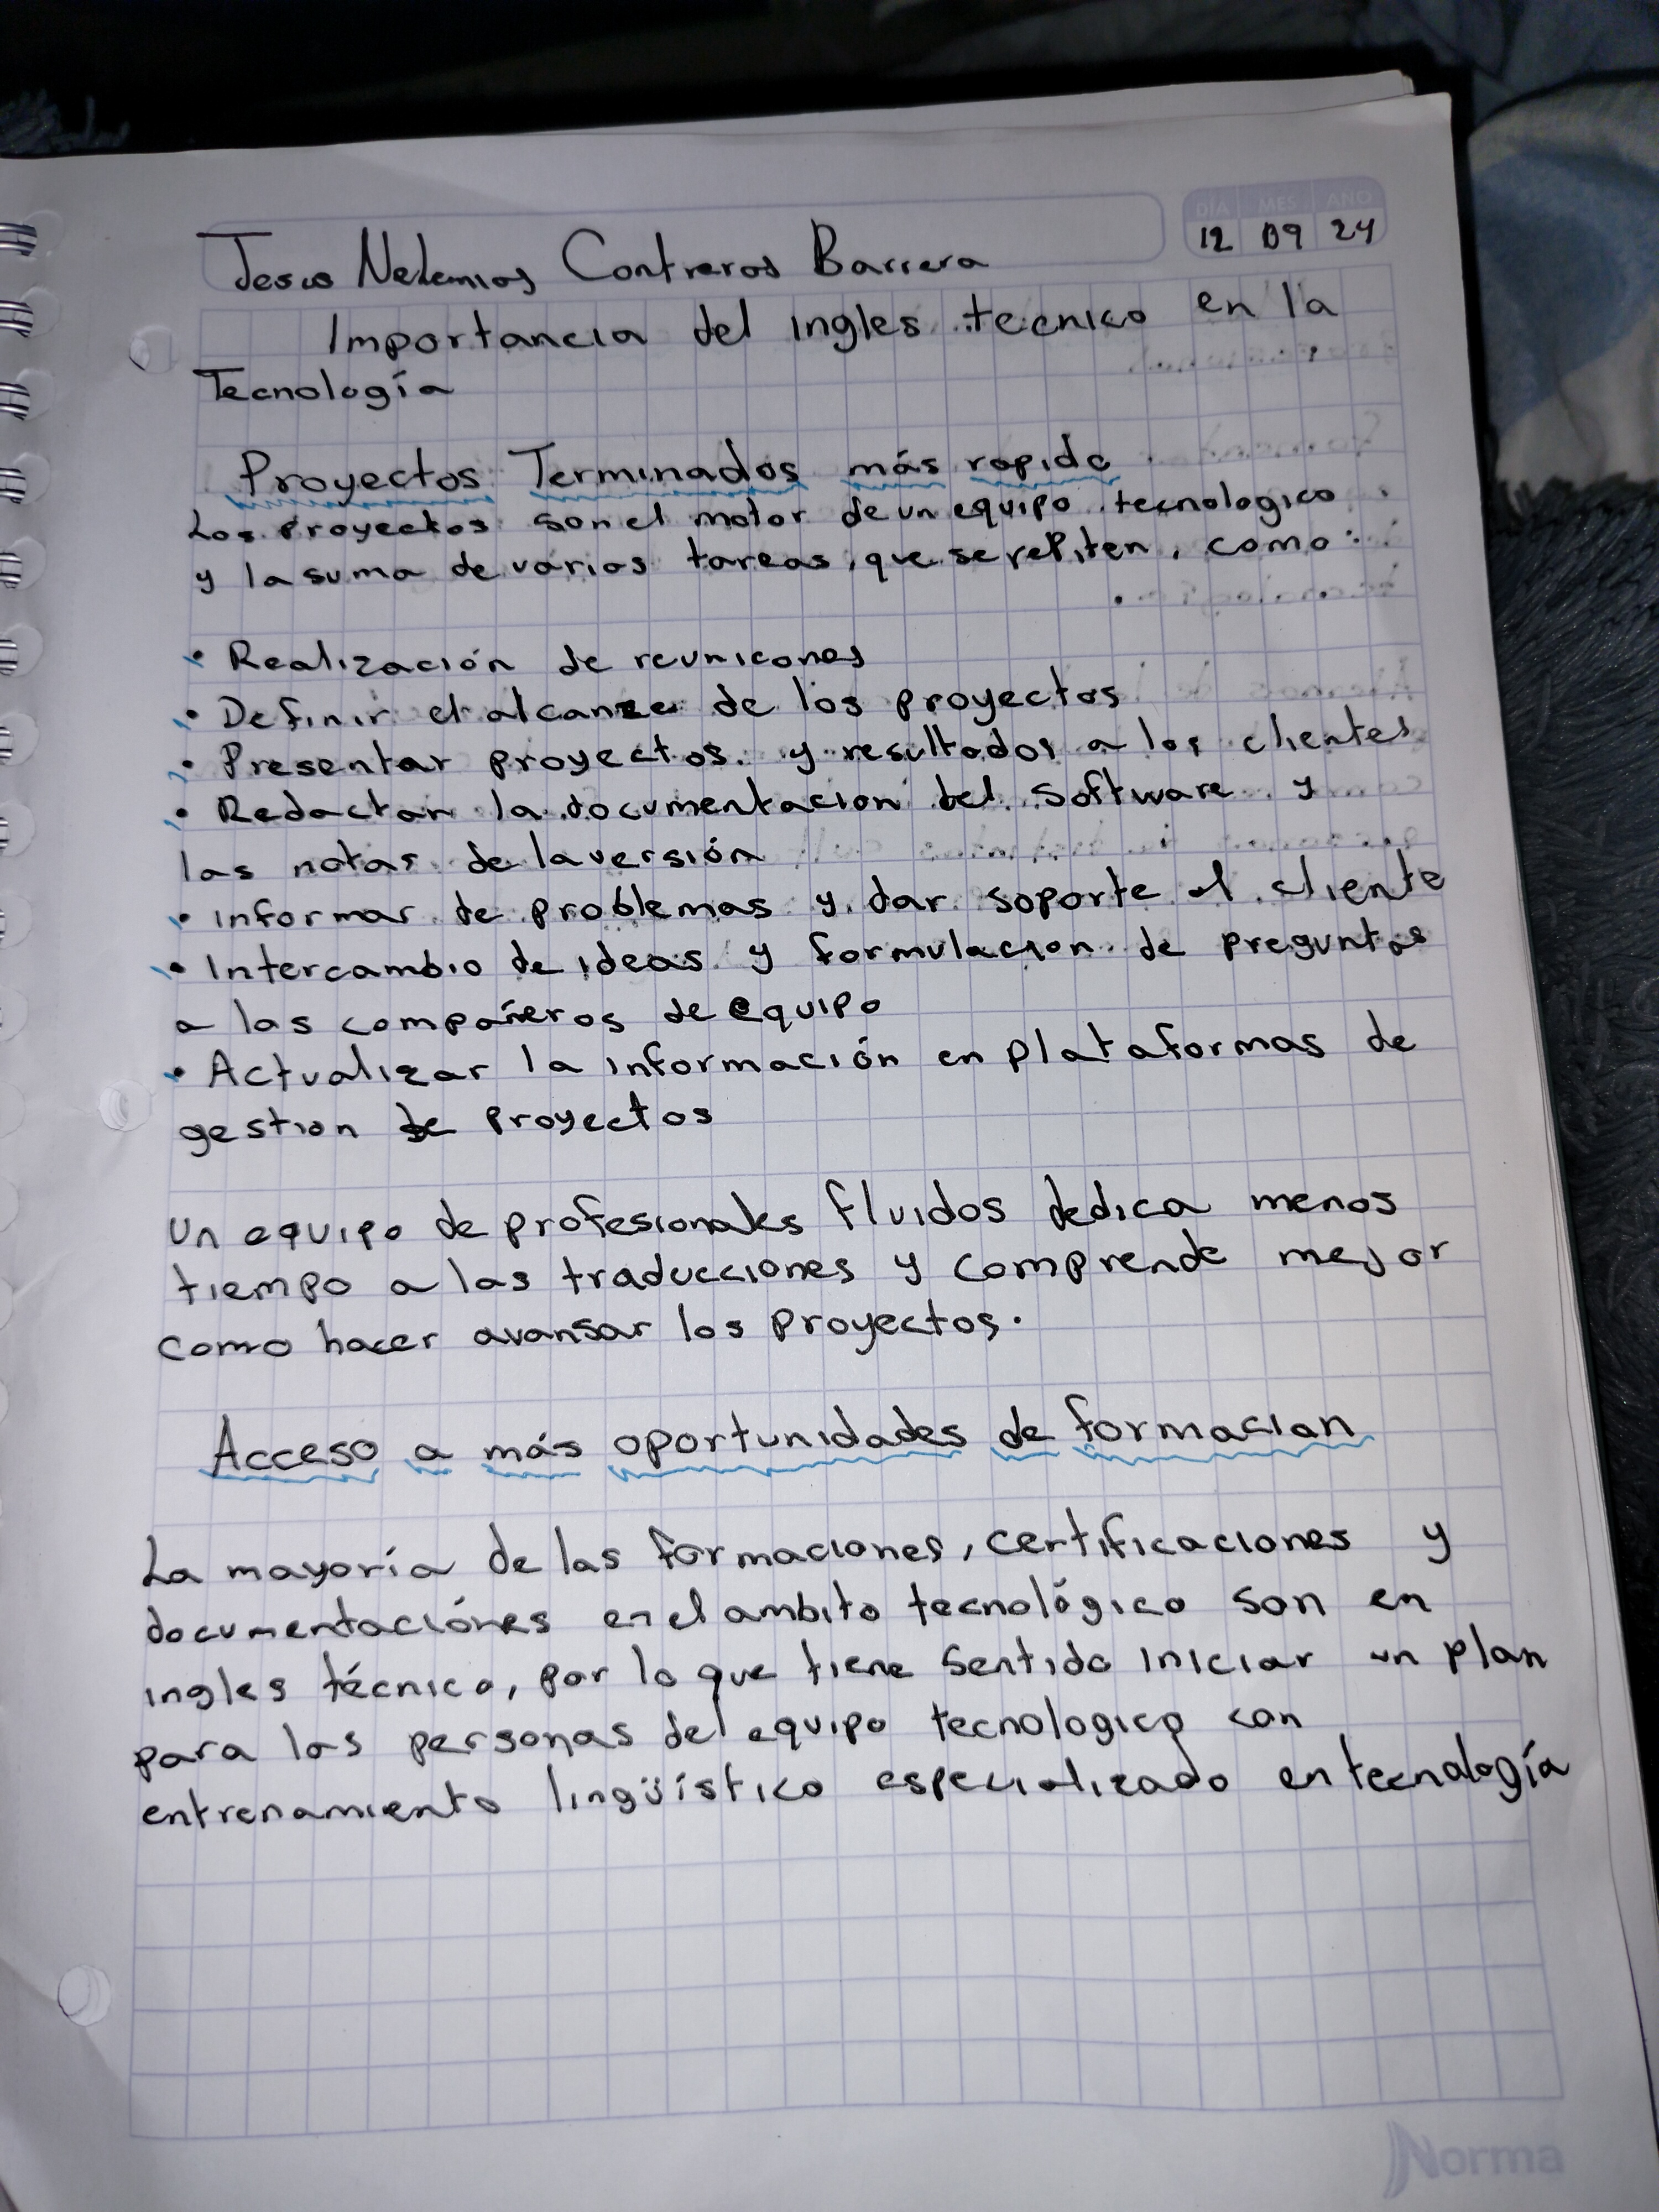 DÍA MES AÑO
12 09 24
Jesus Nehemias Contreras Barrera
Importancia del ingles tecnico en la
Tecnología
Proyectos Terminados más rapido
Los proyectos son el motor de un equipo tecnologico
y la suma de varias tareas, que se repiten, como:
• Realización de reunicones
• Definir el alcance de los proyectos
• Presentar proyectos y resultados a los clientes
• Redactar la documentacion del software y
las notas de la versión
• informar de problemas y dar soporte al cliente
• Intercambio de ideas y formulacion de preguntas
a las compañeros de equipo
• Actualizar la información en plataformas de
gestion de proyectos
Un equipo de profesionales fluidos dedica menos
tiempo a las traducciones y comprende mejor
como hacer avansar los proyectos.
Acceso a más oportunidades de formacion
La mayoría de las formaciones, certificaciones y
documentaciónes en el ambito tecnológico son en
ingles técnico, por lo que tiene sentido iniciar un plan
para las personas del equipo tecnologico con
entrenamiento lingüístico especializado en tecnología
Norma